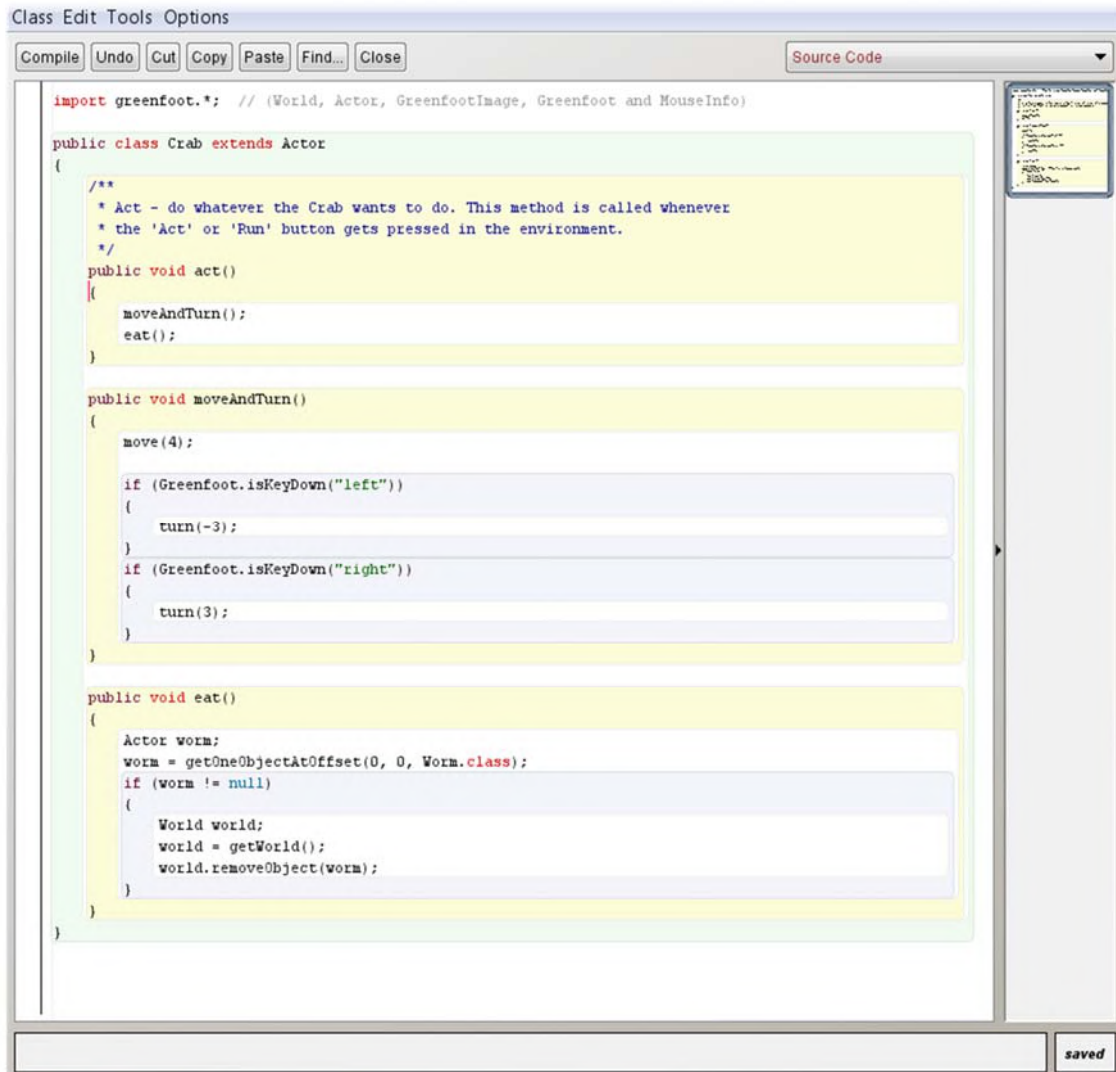 Class Edit Tools Options
Compile Undo Cut Copy Paste Find... Close Source Code
import greenfoot.*;  // (World, Actor, GreenfootImage, Greenfoot and MouseInfo)
public class Crab extends Actor
{
/**
* Act - do whatever the Crab wants to do. This method is called whenever
* the 'Act' or 'Run' button gets pressed in the environment.
*/
public void act()
{
moveAndTurn();
eat();
}
public void moveAndTurn()
{
move(4);
if (Greenfoot.isKeyDown("left"))
{
turn(-3);
}
if (Greenfoot.isKeyDown("right"))
{
turn(3);
}
}
public void eat()
{
Actor worm;
worm = getOneObjectAtOffset(0, 0, Worm.class);
if (worm != null)
{
World world;
world = getWorld();
world.removeObject(worm);
}
}
}
saved